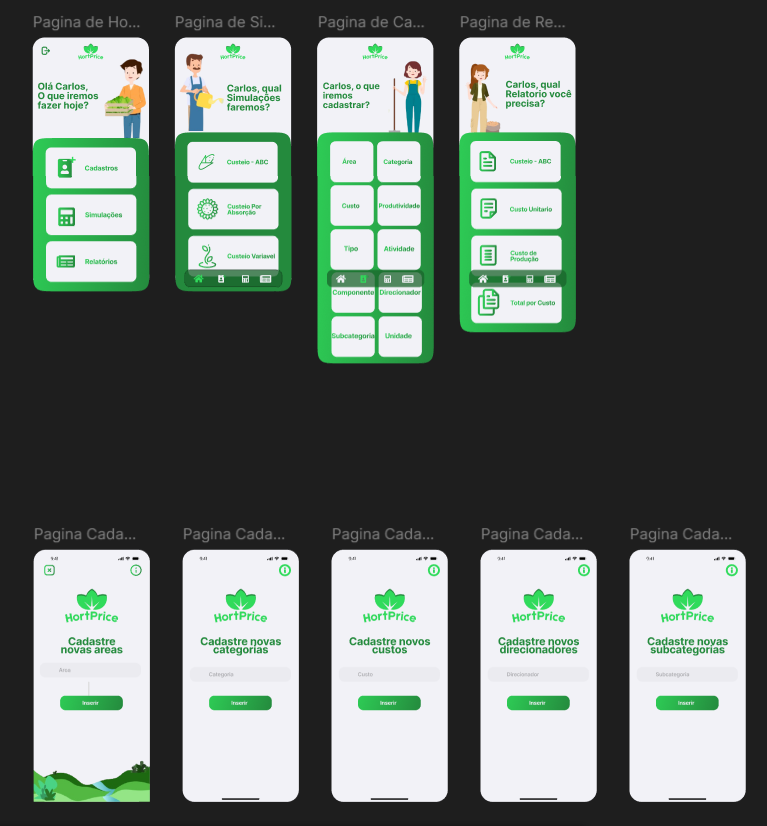 Pagina de Ho...
HortPrice
Olá Carlos,
O que iremos
fazer hoje?
Cadastros
Simulações
Relatórios
Pagina de Si...
HortPrice
Carlos, qual
Simulações
faremos?
Custeio - ABC
Custeio Por
Absorção
Custeio Variavel
Pagina de Ca...
HortPrice
Carlos, o que
iremos
cadastrar?
Área
Categoria
Custo
Produtividade
Tipo
Atividade
Componente
Direcionador
Subcategoria
Unidade
Pagina de Re...
HortPrice
Carlos, qual
Relatorio você
precisa?
Custeio - ABC
Custo Unitario
Custo de
Produção
Total por Custo
Pagina Cada...
9:41
HortPrice
Cadastre
novas areas
Area
Inserir
Pagina Cada...
9:41
HortPrice
Cadastre novas
categorias
Categoria
Inserir
Pagina Cada...
9:41
HortPrice
Cadastre novos
custos
Custo
Inserir
Pagina Cada...
9:41
HortPrice
Cadastre novos
direcionadores
Direcionador
Inserir
Pagina Cada...
9:41
HortPrice
Cadastre novas
subcategorias
Subcategoria
Inserir